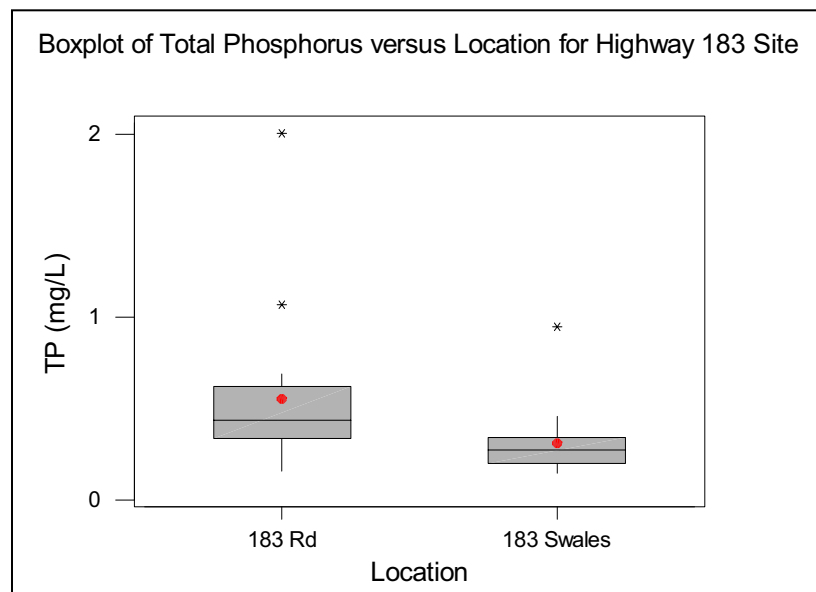 Boxplot of Total Phosphorus versus Location for Highway 183 Site
2
1
0
TP (mg/L)
183 Rd 183 Swales
Location